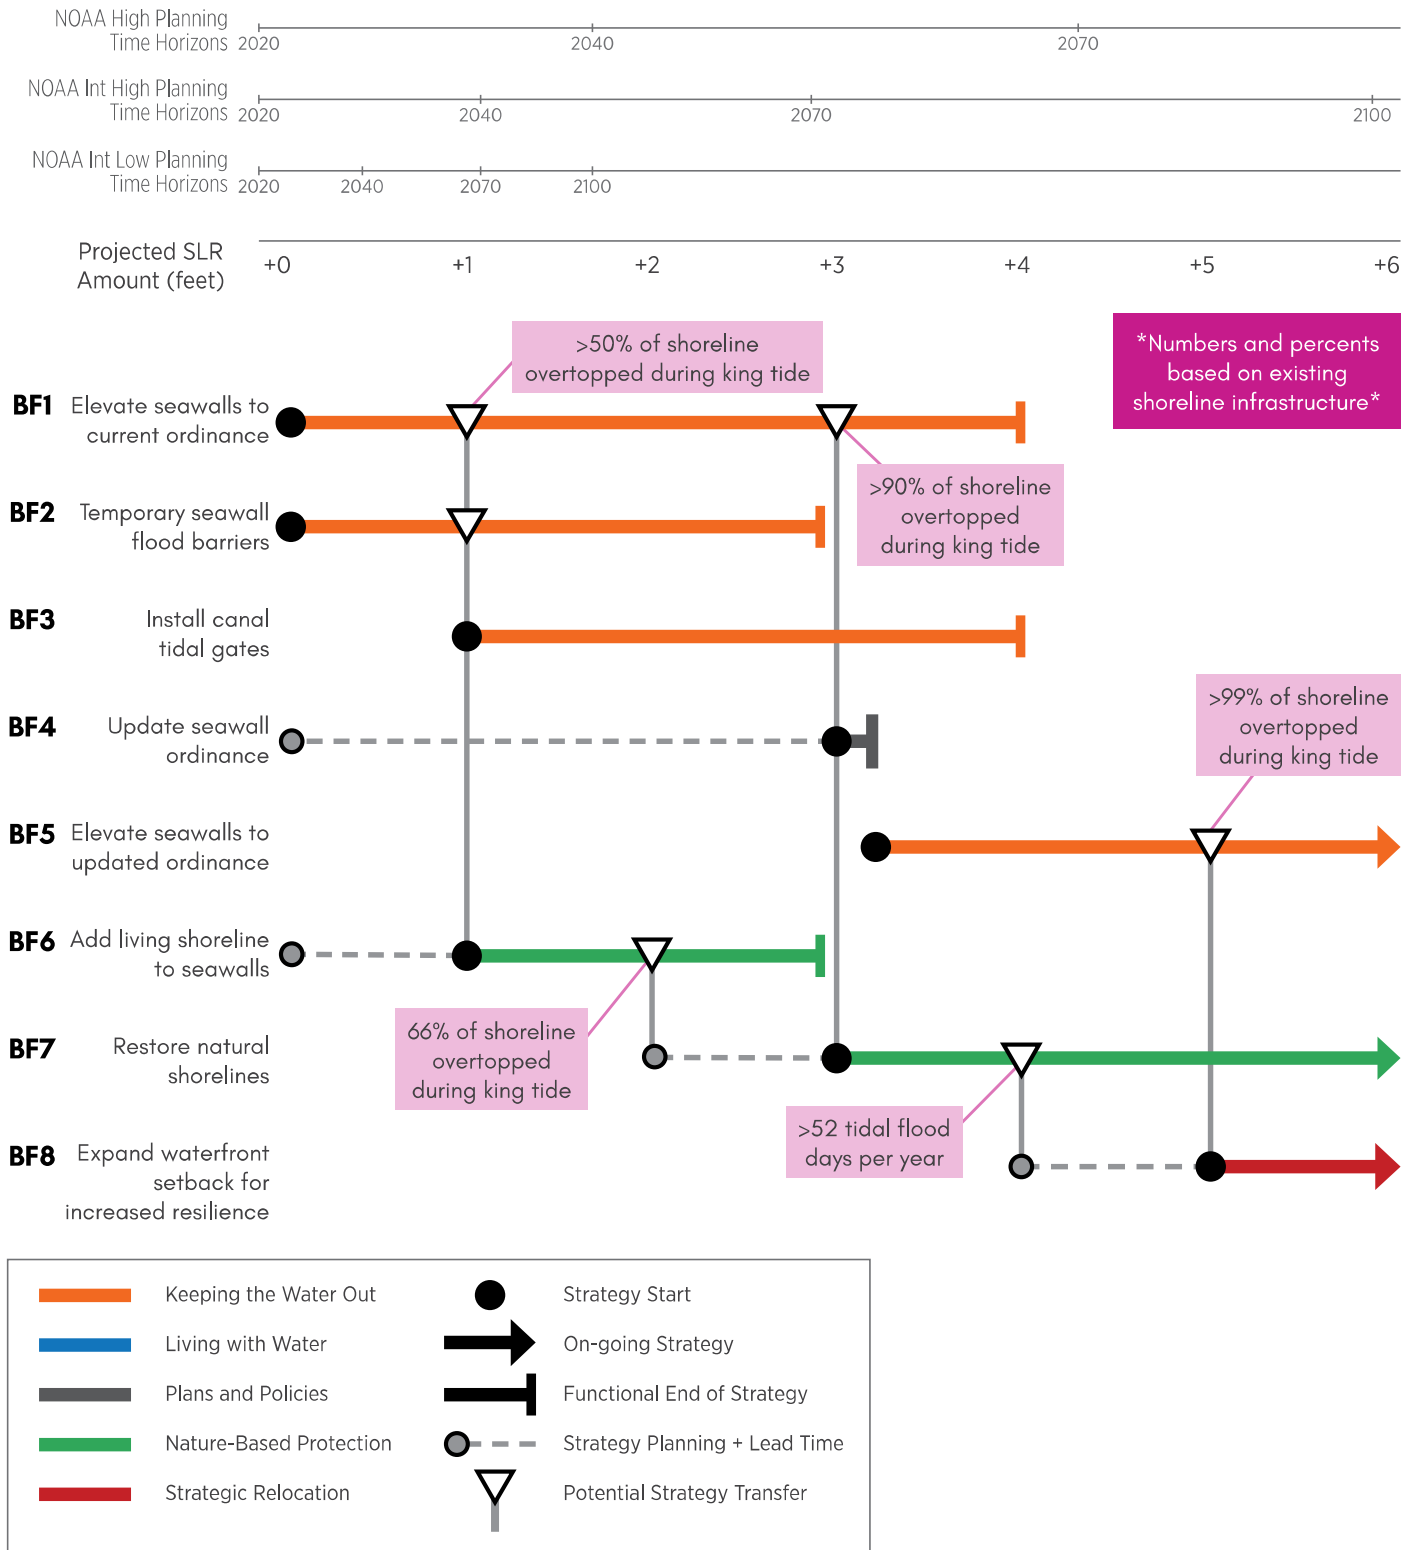 NOAA High Planning
Time Horizons
2020
2040
2070
NOAA Int High Planning
Time Horizons
2020
2040
2070
2100
NOAA Int Low Planning
Time Horizons
2020
2040
2070
2100
Projected SLR
Amount (feet)
+0
+1
+2
+3
+4
+5
+6
>50% of shoreline
overtopped during king tide
*Numbers and percents
based on existing
shoreline infrastructure*
BF1
Elevate seawalls to
current ordinance
>90% of shoreline
overtopped
during king tide
BF2
Temporary seawall
flood barriers
BF3
Install canal
tidal gates
>99% of shoreline
overtopped
during king tide
BF4
Update seawall
ordinance
BF5
Elevate seawalls to
updated ordinance
BF6
Add living shoreline
to seawalls
66% of shoreline
overtopped
during king tide
BF7
Restore natural
shorelines
>52 tidal flood
days per year
BF8
Expand waterfront
setback for
increased resilience
Keeping the Water Out
Living with Water
Plans and Policies
Nature-Based Protection
Strategic Relocation
Strategy Start
On-going Strategy
Functional End of Strategy
Strategy Planning + Lead Time
Potential Strategy Transfer